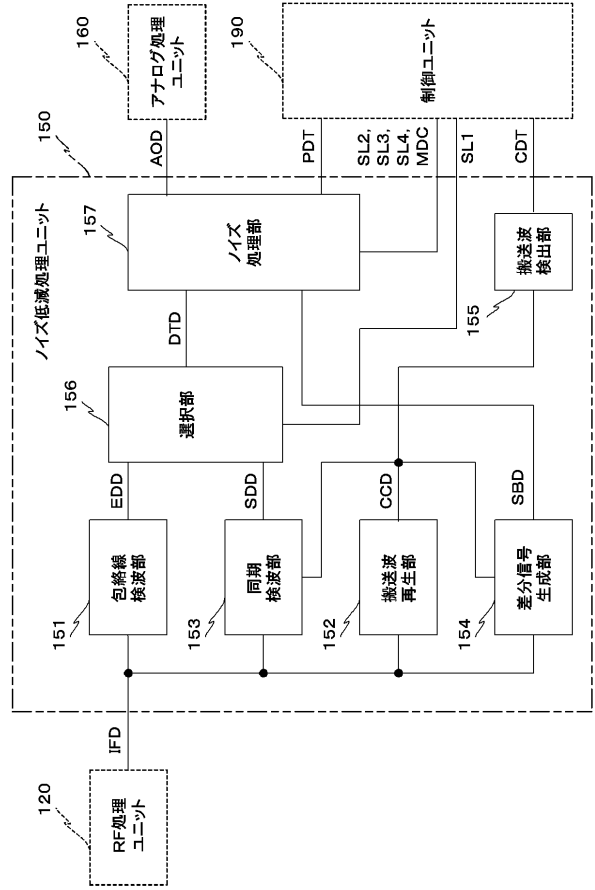 160
アナログ処理
ユニット
190
制御ユニット
150
AOD
PDT
SL2,
SL3,
SL4,
MDC
SL1
CDT
ノイズ低減処理ユニット
157
ノイズ
処理部
搬送波
検出部
155
DTD
156
選択部
EDD
SDD
CCD
SBD
151
包絡線
検波部
153
同期
検波部
152
搬送波
再生部
154
差分信号
生成部
IFD
120
RF処理
ユニット